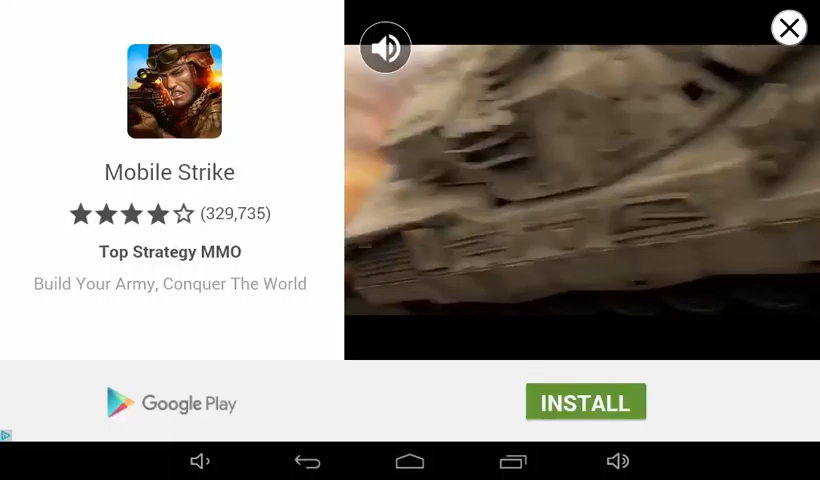 Mobile Strike
(329,735)
Top Strategy MMO
Build Your Army, Conquer The World
Google Play
INSTALL